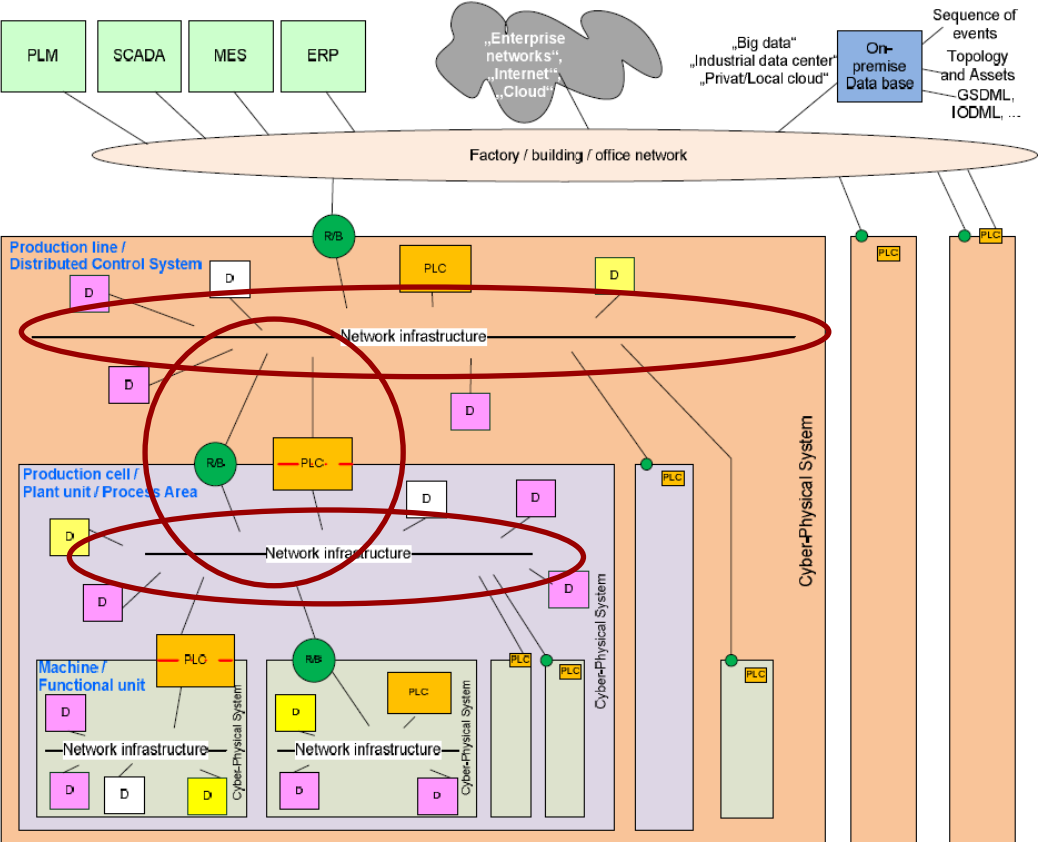 PLM
SCADA
MES
ERP
„Enterprise
networks“,
„Internet“,
„Cloud“
„Big data“
„Industrial data center“
„Privat/Local cloud“
On-
premise
Data base
Sequence of
events
Topology
and Assets
GSDML,
IODML, ...
Factory / building / office network
R/B
PLC
PLC
Production line /
Distributed Control System
D
D
PLC
D
Network infrastructure
D
D
Cyber-Physical System
R/B
PLC
PLC
Production cell /
Plant unit / Process Area
D
D
D
Network infrastructure
D
D
Cyber-Physical System
PLC
R/B
PLC
PLC
PLC
Machine /
Functional unit
D
Network infrastructure
D
D
D
Cyber-Physical System
D
PLC
Network infrastructure
D
D
Cyber-Physical System